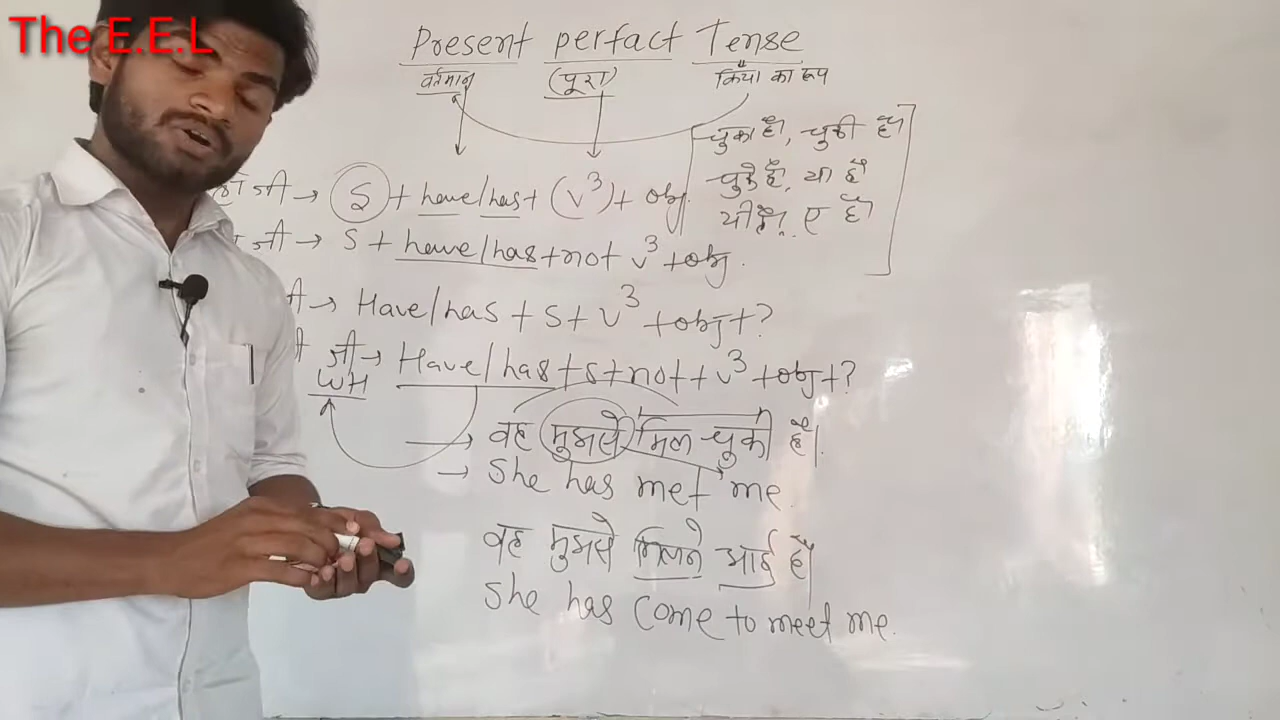 The E.E.L
Present perfact Tense
वर्तमान (पूरा) क्रिया का रूप
चुका है, चुकी है
चुके हैं, या है
यी है, ए है
जी → S + have/has + (V³) + obj.
जी → S + have/has + not V³ + obj.
→ Have/has + S + V³ + obj + ?
जी → Have/has + S + not + V³ + obj + ?
WH
→ वह मुझसे मिल चुकी है।
→ She has met me.
वह मुझसे मिलने आई है।
She has come to meet me.